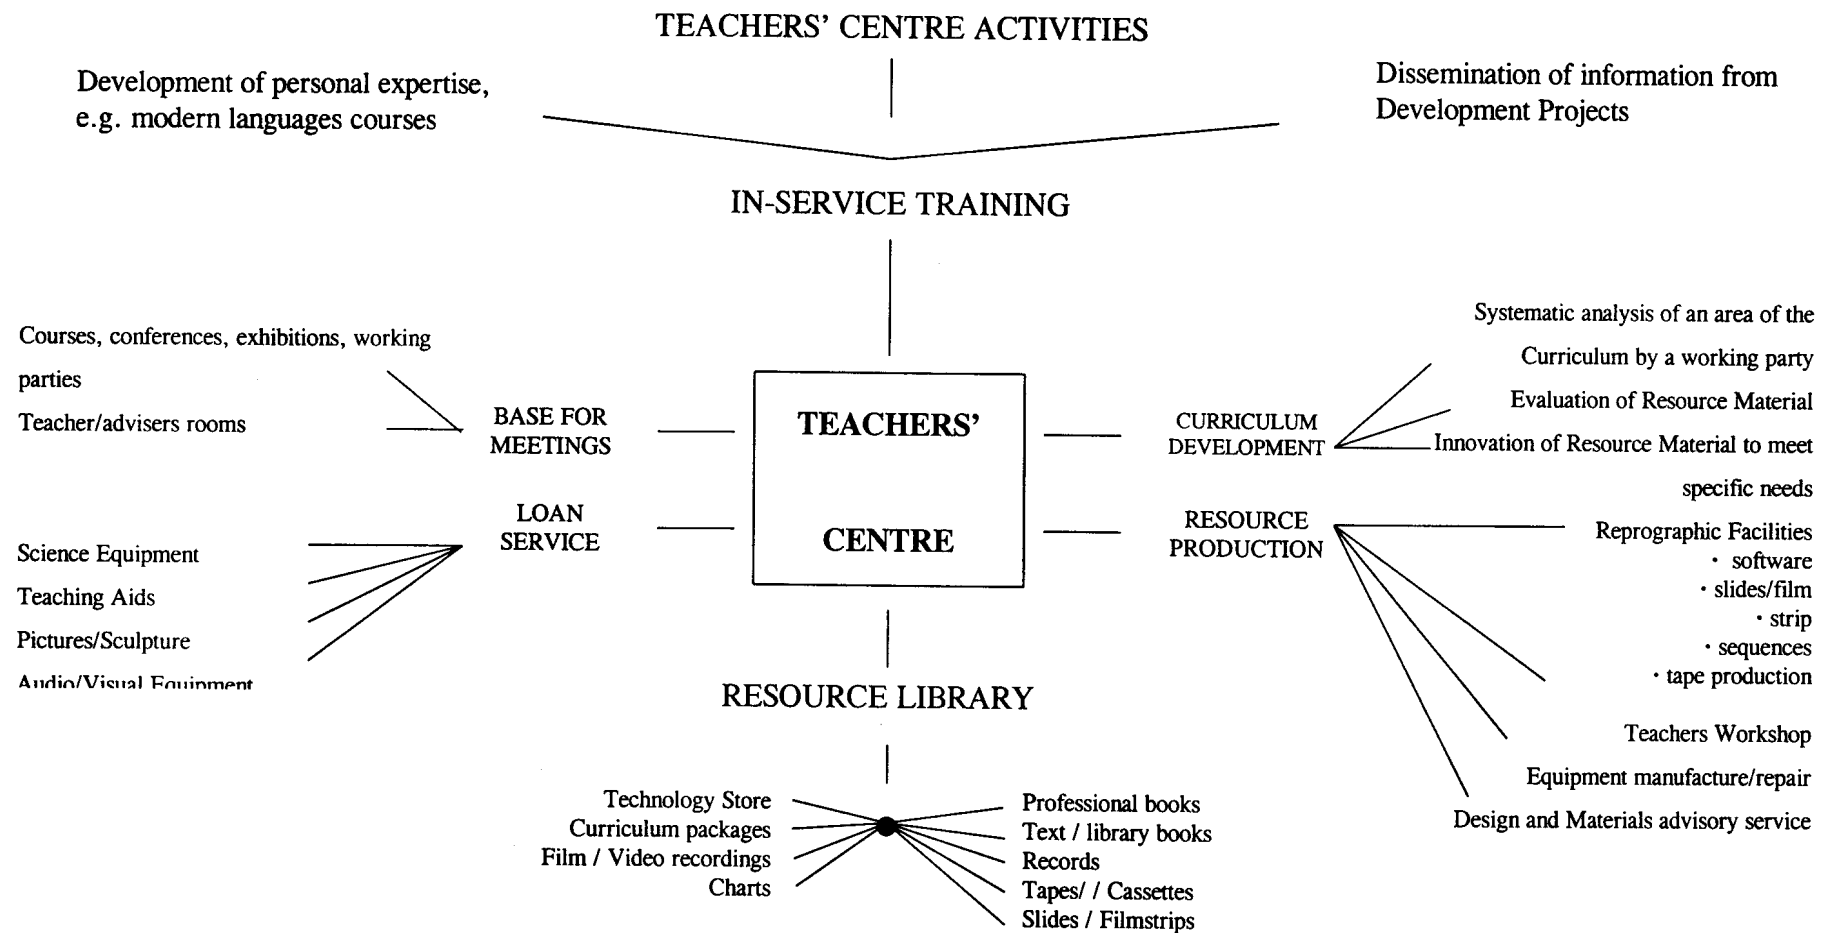 TEACHERS' CENTRE ACTIVITIES
Development of personal expertise,
e.g. modern languages courses
Dissemination of information from
Development Projects
IN-SERVICE TRAINING
Courses, conferences, exhibitions, working
parties
Teacher/advisers rooms
BASE FOR
MEETINGS
LOAN
SERVICE
Science Equipment
Teaching Aids
Pictures/Sculpture
Audio/Visual Equipment
TEACHERS'
CENTRE
CURRICULUM
DEVELOPMENT
RESOURCE
PRODUCTION
Systematic analysis of an area of the
Curriculum by a working party
Evaluation of Resource Material
Innovation of Resource Material to meet
specific needs
Reprographic Facilities
· software
· slides/film
· strip
· sequences
· tape production
Teachers Workshop
Equipment manufacture/repair
Design and Materials advisory service
RESOURCE LIBRARY
Technology Store
Curriculum packages
Film / Video recordings
Charts
Professional books
Text / library books
Records
Tapes/ / Cassettes
Slides / Filmstrips